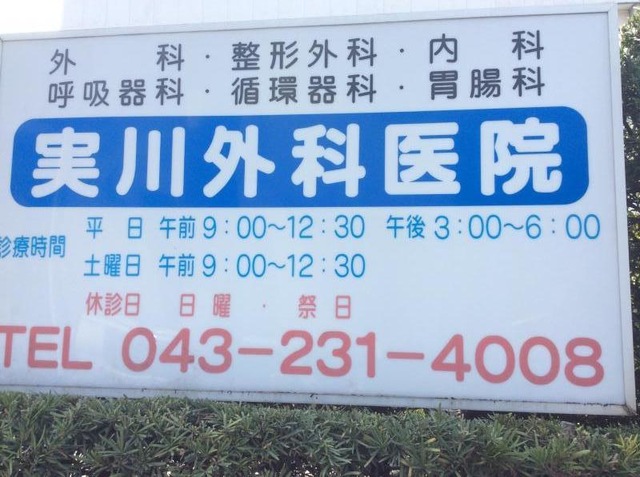 外科・整形外科・内科
呼吸器科・循環器科・胃腸科
実川外科医院
診療時間 平日 午前9：00〜12：30 午後3：00〜6：00
土曜日 午前9：00〜12：30
休診日 日曜・祭日
TEL 043-231-4008